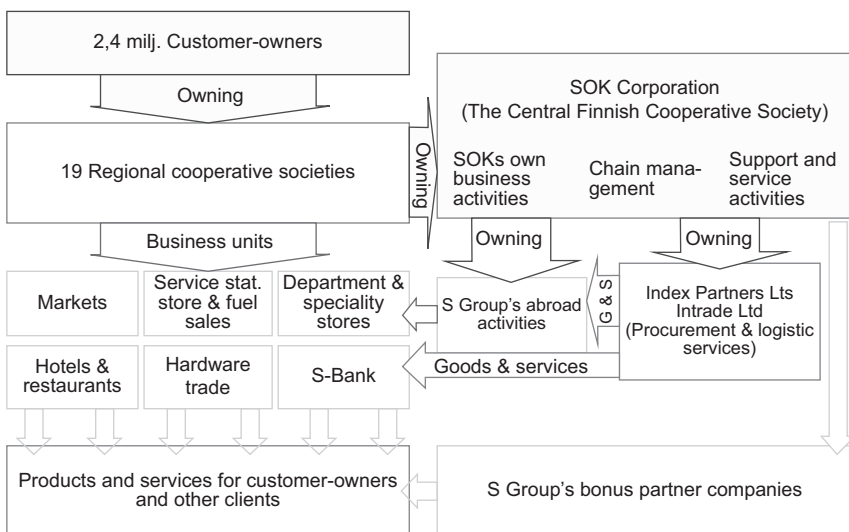 2,4 milj. Customer-owners
Owning
19 Regional cooperative societies
Owning
SOK Corporation
(The Central Finnish Cooperative Society)
SOKs own
business
activities
Chain mana-
gement
Support and
service
activities
Business units
Owning
Owning
Markets
Service stat.
store & fuel
sales
Department &
speciality
stores
S Group's abroad
activities
G & S
Index Partners Lts
Intrade Ltd
(Procurement & logistic
services)
Hotels &
restaurants
Hardware
trade
S-Bank
Goods & services
Products and services for customer-owners
and other clients
S Group's bonus partner companies